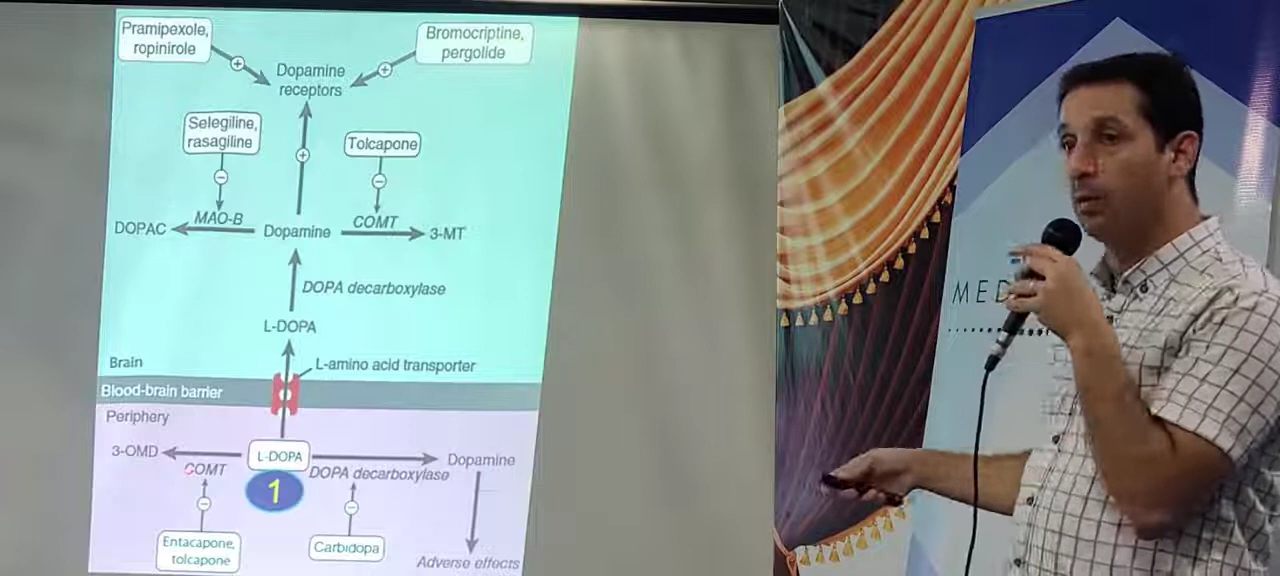 Pramipexole,
ropinirole
Bromocriptine,
pergolide
Dopamine
receptors
Selegiline,
rasagiline
Tolcapone
MAO-B
COMT
DOPAC
Dopamine
3-MT
DOPA decarboxylase
L-DOPA
L-amino acid transporter
Brain
Blood-brain barrier
Periphery
3-OMD
L-DOPA
Dopamine
COMT
DOPA decarboxylase
1
Entacapone,
tolcapone
Carbidopa
Adverse effects
MED